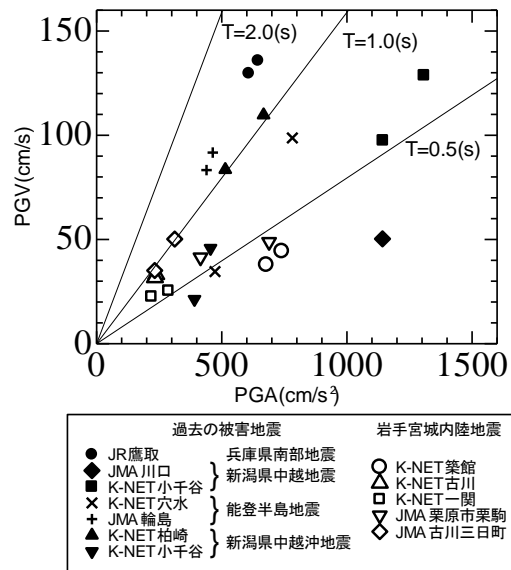 160
T=2.0(s)
T=1.0(s)
T=0.5(s)
PGV(cm/s)
100
50
0
0
500
1000
1600
PGA(cm/s²)
過去の被害地震
JR鷹取 兵庫県南部地震
JMA川口
K-NET小千谷
新潟県中越地震
K-NET穴水
JMA輪島
能登半島地震
K-NET柏崎
K-NET小千谷
新潟県中越沖地震
岩手宮城内陸地震
K-NET築館
K-NET古川
K-NET一関
JMA栗原市栗駒
JMA古川三日町